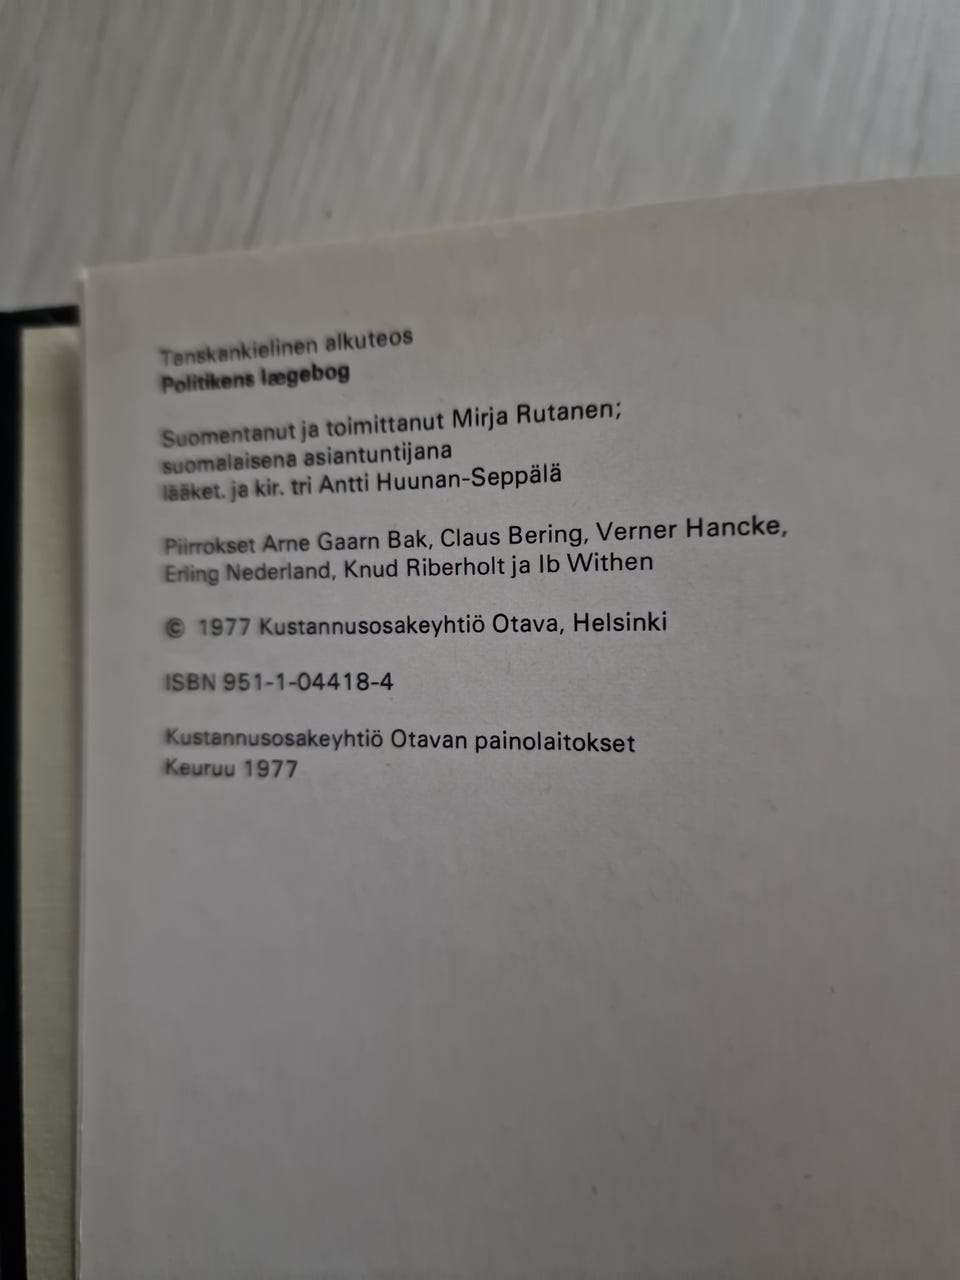 Tanskankielinen alkuteos
Politikens lægebog
Suomentanut ja toimittanut Mirja Rutanen;
suomalaisena asiantuntijana
lääket. ja kir. tri Antti Huunan-Seppälä
Piirrokset Arne Gaarn Bak, Claus Bering, Verner Hancke,
Erling Nederland, Knud Riberholt ja Ib Withen
© 1977 Kustannusosakeyhtiö Otava, Helsinki
ISBN 951-1-04418-4
Kustannusosakeyhtiö Otavan painolaitokset
Keuruu 1977